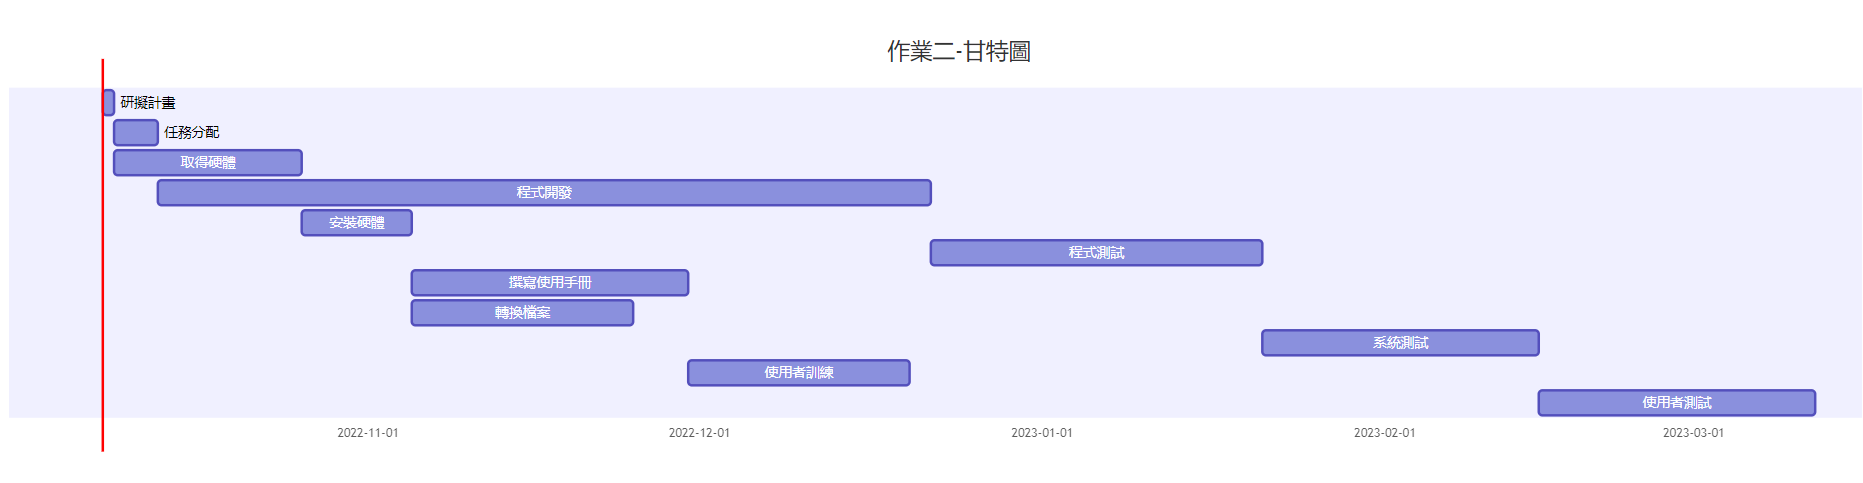 作業二-甘特圖
研擬計畫
任務分配
取得硬體
程式開發
安裝硬體
程式測試
撰寫使用手冊
轉換檔案
系統測試
使用者訓練
使用者測試
2022-11-01 2022-12-01 2023-01-01 2023-02-01 2023-03-01